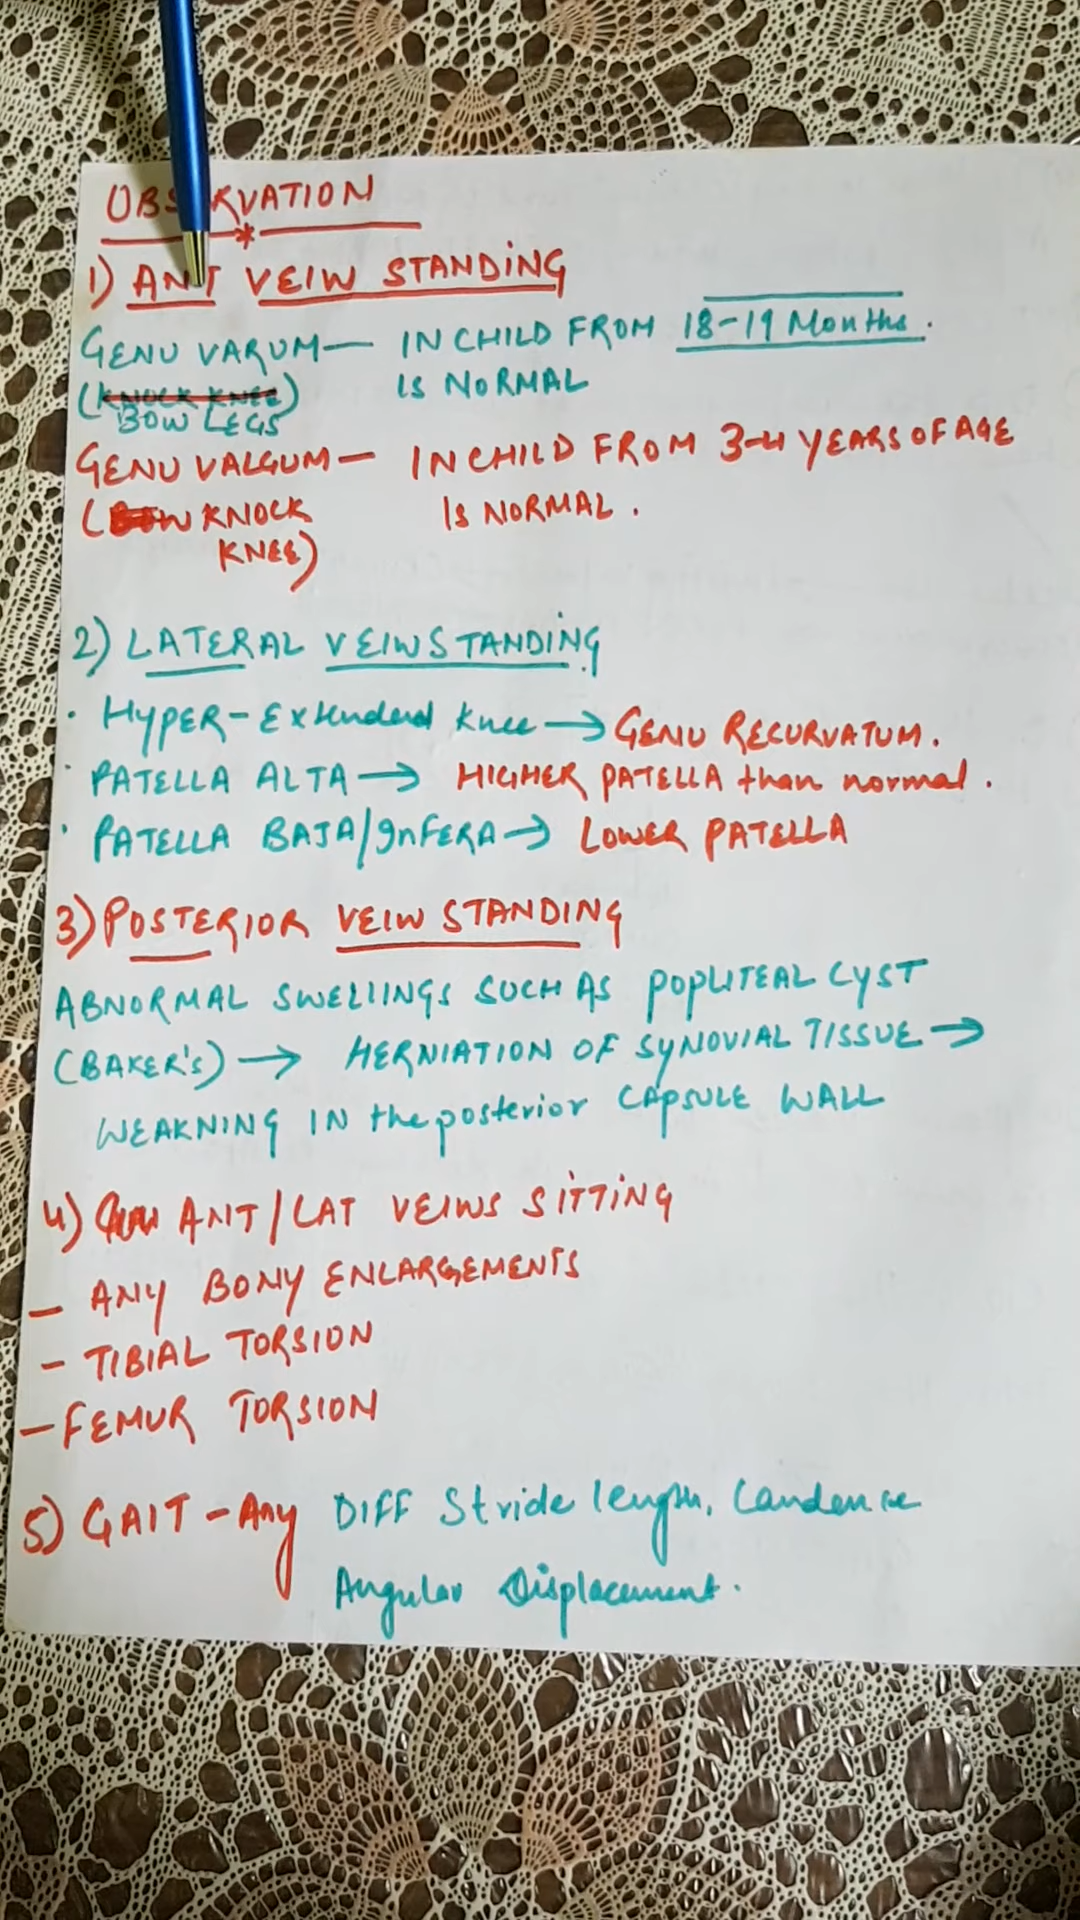 OBSERVATION
*
1) ANT VEIW STANDING
GENU VARUM — IN CHILD FROM 18-19 Months.
(KNOCK KNEE) IS NORMAL
BOW LEGS
GENU VALGUM — IN CHILD FROM 3-4 YEARS OF AGE
(BOW KNOCK IS NORMAL.
KNEE)
2) LATERAL VEIW STANDING
· HYPER-Extended Knee → GENU RECURVATUM.
· PATELLA ALTA → HIGHER PATELLA than normal.
· PATELLA BAJA/InFERA → LOWER PATELLA
3) POSTERIOR VEIW STANDING
ABNORMAL SWELLINGS SUCH AS POPLITEAL CYST
(BAKER'S) → HERNIATION OF SYNOVIAL TISSUE →
WEAKNING IN the posterior CAPSULE WALL
4) ANT/LAT VEIWS SITTING
- ANY BONY ENLARGEMENTS
- TIBIAL TORSION
- FEMUR TORSION
5) GAIT - Any DIFF Stride length, Candence
Angular Displacement.